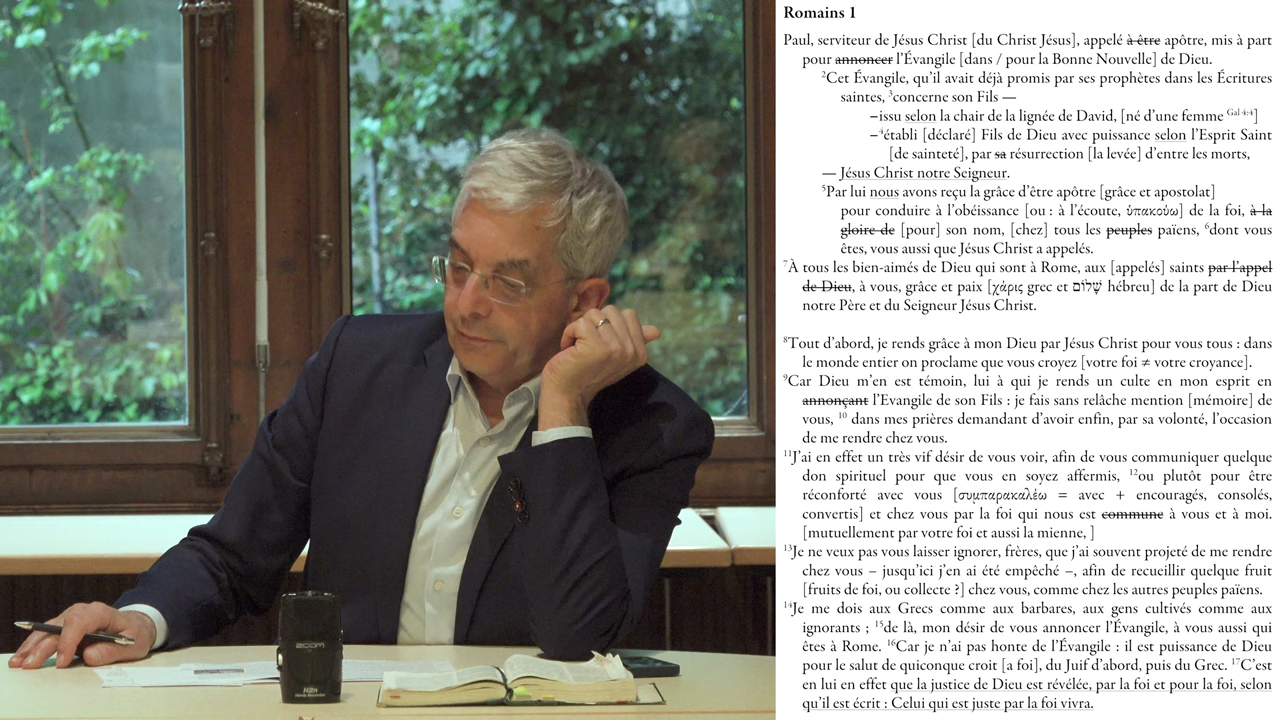 Romains 1
Paul, serviteur de Jésus Christ [du Christ Jésus], appelé à être apôtre, mis à part
pour annoncer l’Évangile [dans / pour la Bonne Nouvelle] de Dieu.
²Cet Évangile, qu’il avait déjà promis par ses prophètes dans les Écritures
saintes, ³concerne son Fils —
–issu selon la chair de la lignée de David, [né d’une femme Gal 4:4]
–⁴établi [déclaré] Fils de Dieu avec puissance selon l’Esprit Saint
[de sainteté], par sa résurrection [la levée] d’entre les morts,
— Jésus Christ notre Seigneur.
⁵Par lui nous avons reçu la grâce d’être apôtre [grâce et apostolat]
pour conduire à l’obéissance [ou : à l’écoute, ὑπακούω] de la foi, à la
gloire de [pour] son nom, [chez] tous les peuples païens, ⁶dont vous
êtes, vous aussi que Jésus Christ a appelés.
⁷À tous les bien-aimés de Dieu qui sont à Rome, aux [appelés] saints par l’appel
de Dieu, à vous, grâce et paix [χάρις grec et שָׁלוֹם hébreu] de la part de Dieu
notre Père et du Seigneur Jésus Christ.
⁸Tout d’abord, je rends grâce à mon Dieu par Jésus Christ pour vous tous : dans
le monde entier on proclame que vous croyez [votre foi ≠ votre croyance].
⁹Car Dieu m’en est témoin, lui à qui je rends un culte en mon esprit en
annonçant l’Evangile de son Fils : je fais sans relâche mention [mémoire] de
vous, ¹⁰ dans mes prières demandant d’avoir enfin, par sa volonté, l’occasion
de me rendre chez vous.
¹¹J’ai en effet un très vif désir de vous voir, afin de vous communiquer quelque
don spirituel pour que vous en soyez affermis, ¹²ou plutôt pour être
réconforté avec vous [συμπαρακαλέω = avec + encouragés, consolés,
convertis] et chez vous par la foi qui nous est commune à vous et à moi.
[mutuellement par votre foi et aussi la mienne, ]
¹³Je ne veux pas vous laisser ignorer, frères, que j’ai souvent projeté de me rendre
chez vous – jusqu’ici j’en ai été empêché –, afin de recueillir quelque fruit
[fruits de foi, ou collecte ?] chez vous, comme chez les autres peuples païens.
¹⁴Je me dois aux Grecs comme aux barbares, aux gens cultivés comme aux
ignorants ; ¹⁵de là, mon désir de vous annoncer l’Évangile, à vous aussi qui
êtes à Rome. ¹⁶Car je n’ai pas honte de l’Évangile : il est puissance de Dieu
pour le salut de quiconque croit [a foi], du Juif d’abord, puis du Grec. ¹⁷C’est
en lui en effet que la justice de Dieu est révélée, par la foi et pour la foi, selon
qu’il est écrit : Celui qui est juste par la foi vivra.
ZOOM
H2n
Handy Recorder